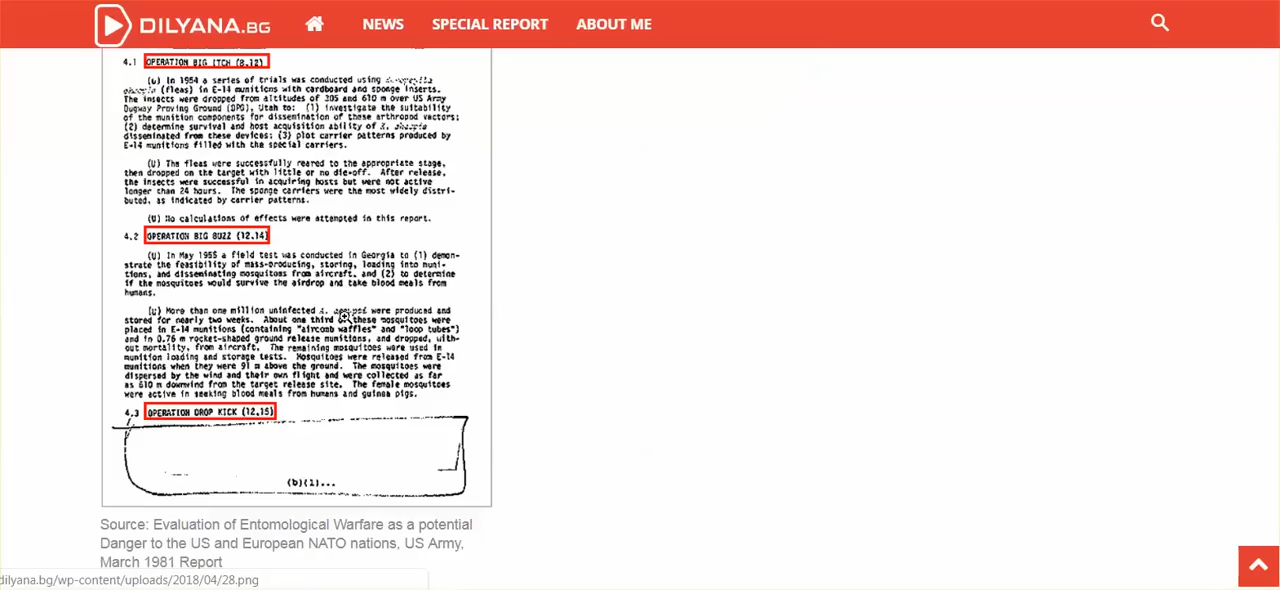 DILYANA.BG
NEWS SPECIAL REPORT ABOUT ME
4.1 OPERATION BIG ITCH (8,12)
(U) In 1954 a series of trials was conducted using
(fleas) in E-14 munitions with cardboard and sponge inserts.
The insects were dropped from altitudes of 305 and 610 m over US Army
Dugway Proving Ground (DPG), Utah to: (1) investigate the suitability
of the munition components for dissemination of these arthropod vectors;
(2) determine survival and host acquisition ability of X. cheopis
disseminated from these devices; (3) plot carrier patterns produced by
E-14 munitions filled with the special carriers.
(U) The fleas were successfully reared to the appropriate stage,
then dropped on the target with little or no die-off. After release,
the insects were successful in acquiring hosts but were not active
longer than 24 hours. The sponge carriers were the most widely distri-
buted, as indicated by carrier patterns.
(U) No calculations of effects were attempted in this report.
4.2 OPERATION BIG BUZZ (12,14)
(U) In May 1955 a field test was conducted in Georgia to (1) demon-
strate the feasibility of mass-producing, storing, loading into muni-
tions, and disseminating mosquitoes from aircraft, and (2) to determine
if the mosquitoes would survive the airdrop and take blood meals from
humans.
(U) More than one million uninfected A. were produced and
stored for nearly two weeks. About one third of these mosquitoes were
placed in E-14 munitions (containing "aircomb waffles" and "loop tubes")
and in 0.76 m rocket-shaped ground release munitions, and dropped, with-
out mortality, from aircraft. The remaining mosquitoes were used in
munition loading and storage tests. Mosquitoes were released from E-14
munitions when they were 91 m above the ground. The mosquitoes were
dispersed by the wind and their own flight and were collected as far
as 610 m downwind from the target release site. The female mosquitoes
were active in seeking blood meals from humans and guinea pigs.
4.3 OPERATION DROP KICK (12,15)
(b)(1)...
Source: Evaluation of Entomological Warfare as a potential
Danger to the US and European NATO nations, US Army,
March 1981 Report
dilyana.bg/wp-content/uploads/2018/04/28.png